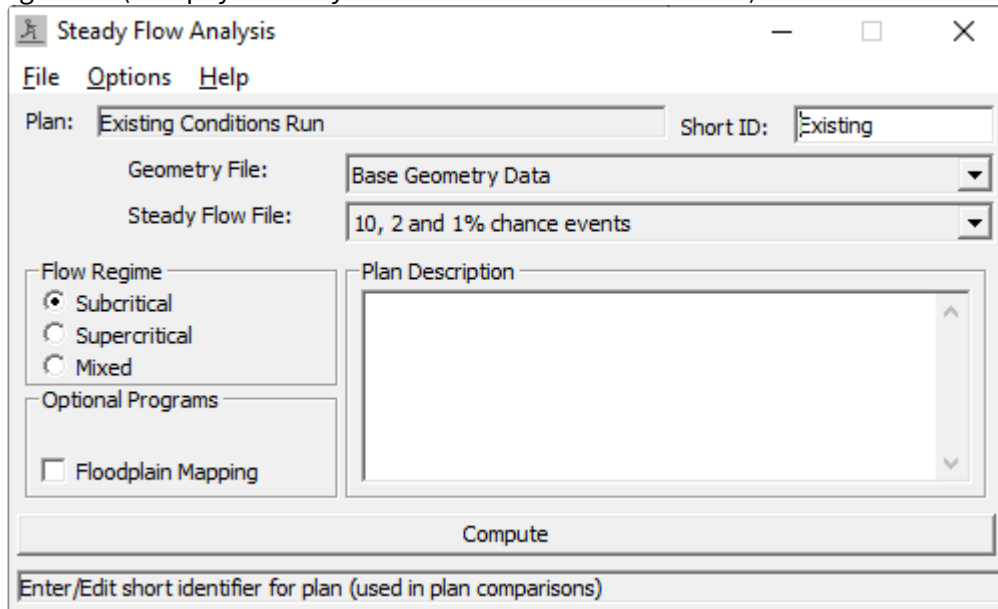 Steady Flow Analysis
File Options Help
Plan: Existing Conditions Run Short ID: Existing
Geometry File: Base Geometry Data
Steady Flow File: 10, 2 and 1% chance events
Flow Regime
Subcritical
Supercritical
Mixed
Optional Programs
Floodplain Mapping
Plan Description
Compute
Enter/Edit short identifier for plan (used in plan comparisons)